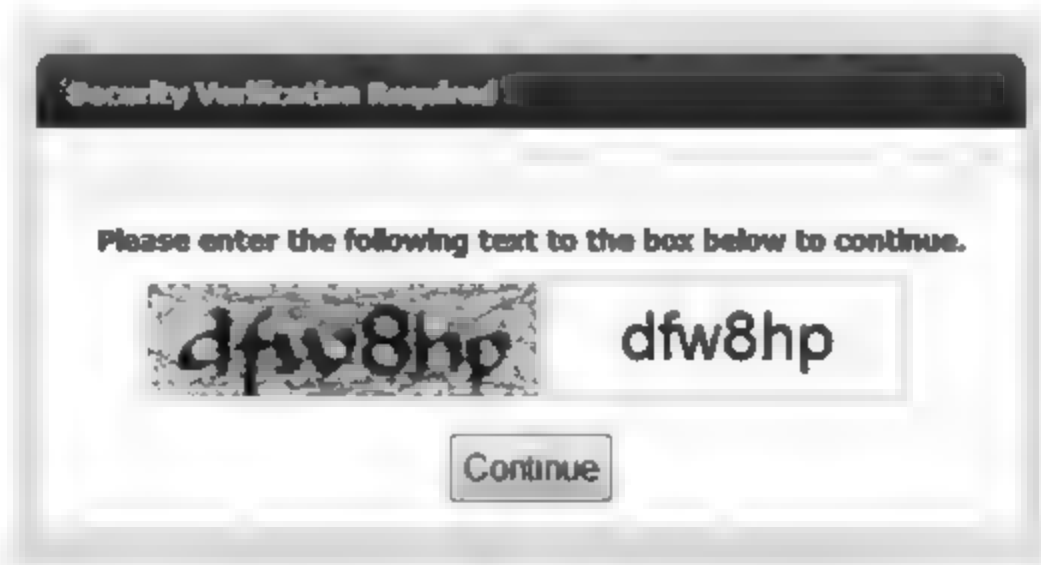 Security Verification Required
Please enter the following text to the box below to continue.
dfw8hp dfw8hp
Continue